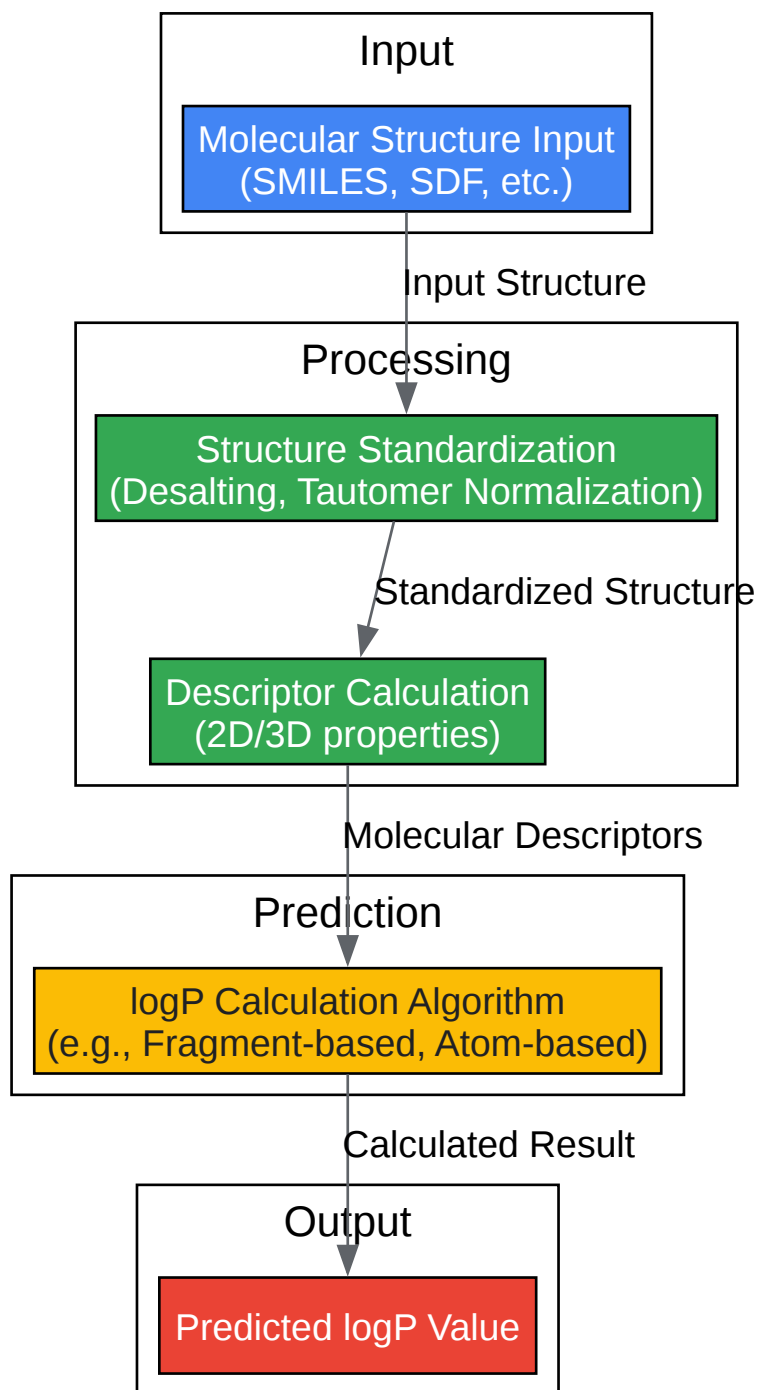 Input
Molecular Structure Input
(SMILES, SDF, etc.)
Input Structure
Processing
Structure Standardization
(Desalting, Tautomer Normalization)
Standardized Structure
Descriptor Calculation
(2D/3D properties)
Molecular Descriptors
Prediction
logP Calculation Algorithm
(e.g., Fragment-based, Atom-based)
Calculated Result
Output
Predicted logP Value